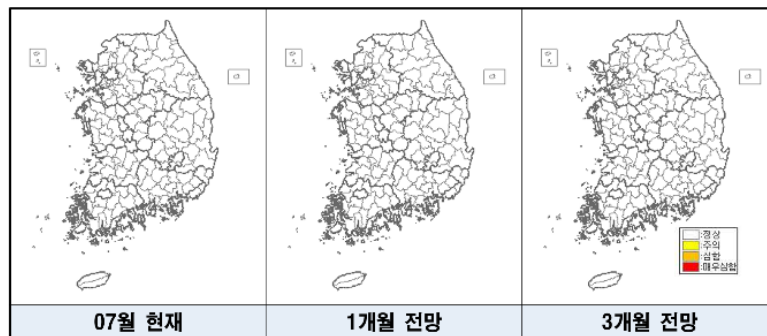 :정상
:주의
:심함
:매우심함
07월 현재
1개월 전망
3개월 전망